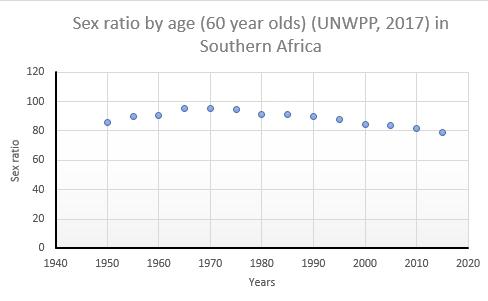 Sex ratio by age (60 year olds) (UNWPP, 2017) in
Southern Africa
120
100
80
60
40
20
0
Sex ratio
1940 1950 1960 1970 1980 1990 2000 2010 2020
Years